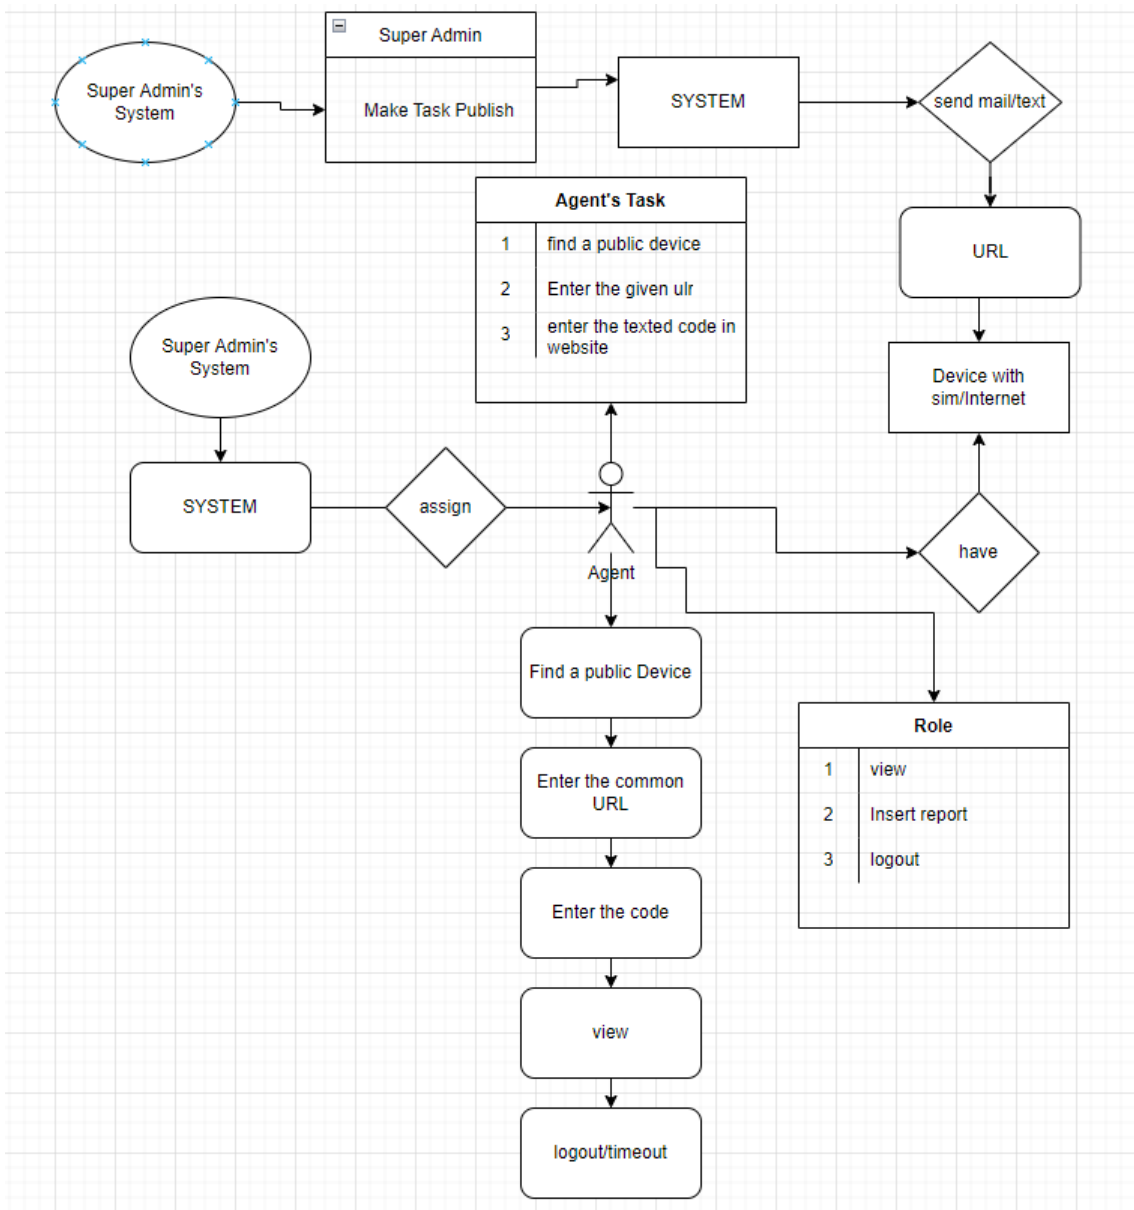 Super Admin
Super Admin's
System
Make Task Publish
SYSTEM
send mail/text
Agent's Task
1 find a public device
2 Enter the given ulr
3 enter the texted code in
website
URL
Super Admin's
System
Device with
sim/Internet
SYSTEM
assign
have
Agent
Find a public Device
Role
1 view
2 Insert report
3 logout
Enter the common
URL
Enter the code
view
logout/timeout